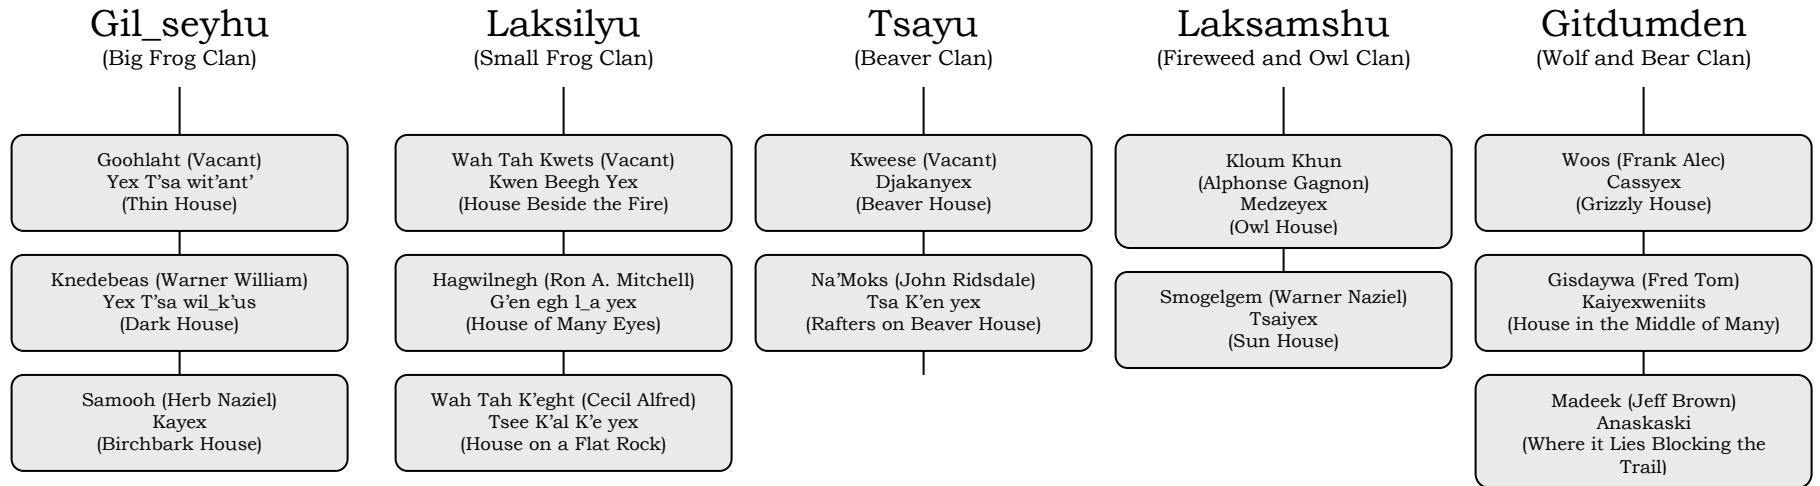 Gil_seyhu
(Big Frog Clan)
Goohlaht (Vacant)
Yex T’sa wit’ant’
(Thin House)
Knedebeas (Warner William)
Yex T’sa wil_k’us
(Dark House)
Samooh (Herb Naziel)
Kayex
(Birchbark House)
Laksilyu
(Small Frog Clan)
Wah Tah Kwets (Vacant)
Kwen Beegh Yex
(House Beside the Fire)
Hagwilnegh (Ron A. Mitchell)
G’en egh l_a yex
(House of Many Eyes)
Wah Tah K’eght (Cecil Alfred)
Tsee K’al K’e yex
(House on a Flat Rock)
Tsayu
(Beaver Clan)
Kweese (Vacant)
Djakanyex
(Beaver House)
Na’Moks (John Ridsdale)
Tsa K’en yex
(Rafters on Beaver House)
Laksamshu
(Fireweed and Owl Clan)
Kloum Khun
(Alphonse Gagnon)
Medzeyex
(Owl House)
Smogelgem (Warner Naziel)
Tsaiyex
(Sun House)
Gitdumden
(Wolf and Bear Clan)
Woos (Frank Alec)
Cassyex
(Grizzly House)
Gisdaywa (Fred Tom)
Kaiyexweniits
(House in the Middle of Many)
Madeek (Jeff Brown)
Anaskaski
(Where it Lies Blocking the
Trail)